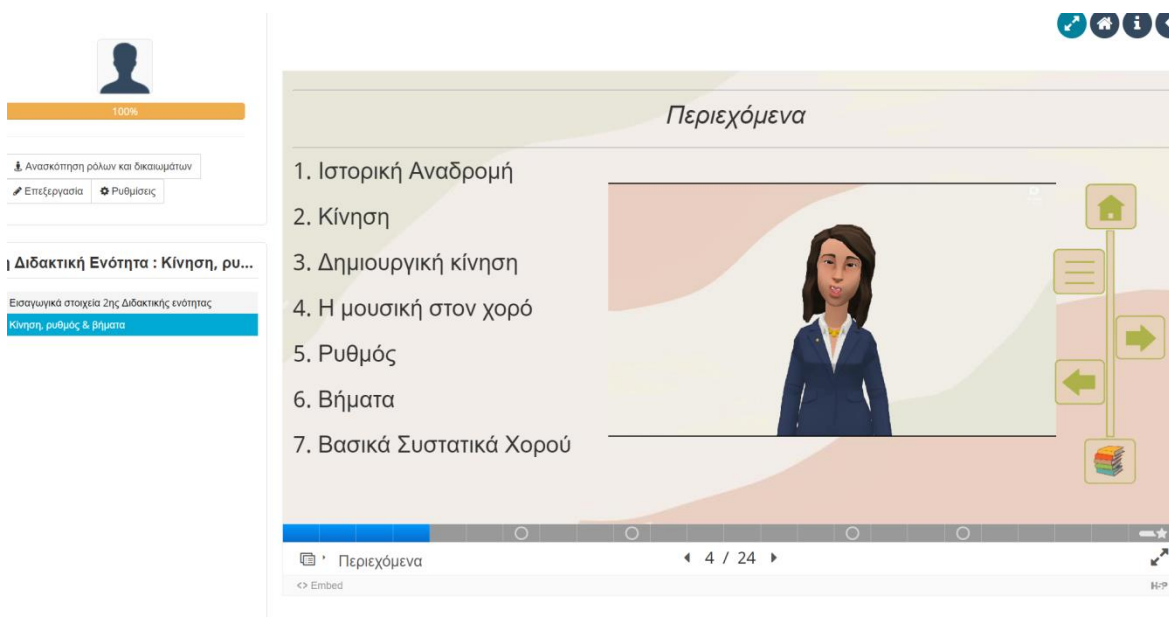 100%
Ανασκόπηση ρόλων και δικαιωμάτων
Επεξεργασία Ρυθμίσεις
Διδακτική Ενότητα : Κίνηση, ρυ...
Εισαγωγικά στοιχεία 2ης Διδακτικής ενότητας
Κίνηση, ρυθμός & βήματα
Περιεχόμενα
1. Ιστορική Αναδρομή
2. Κίνηση
3. Δημιουργική κίνηση
4. Η μουσική στον χορό
5. Ρυθμός
6. Βήματα
7. Βασικά Συστατικά Χορού
Περιεχόμενα
4 / 24
<> Embed
H-P